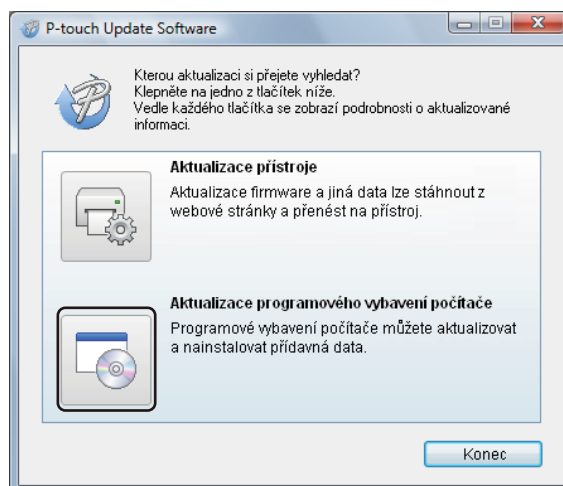 P-touch Update Software
Kterou aktualizaci si přejete vyhledat?
Klepněte na jedno z tlačítek níže.
Vedle každého tlačítka se zobrazí podrobnosti o aktualizované
informaci.
Aktualizace přístroje
Aktualizace firmware a jiná data lze stáhnout z
webové stránky a přenést na přístroj.
Aktualizace programového vybavení počítače
Programové vybavení počítače můžete aktualizovat
a nainstalovat přídavná data.
Konec